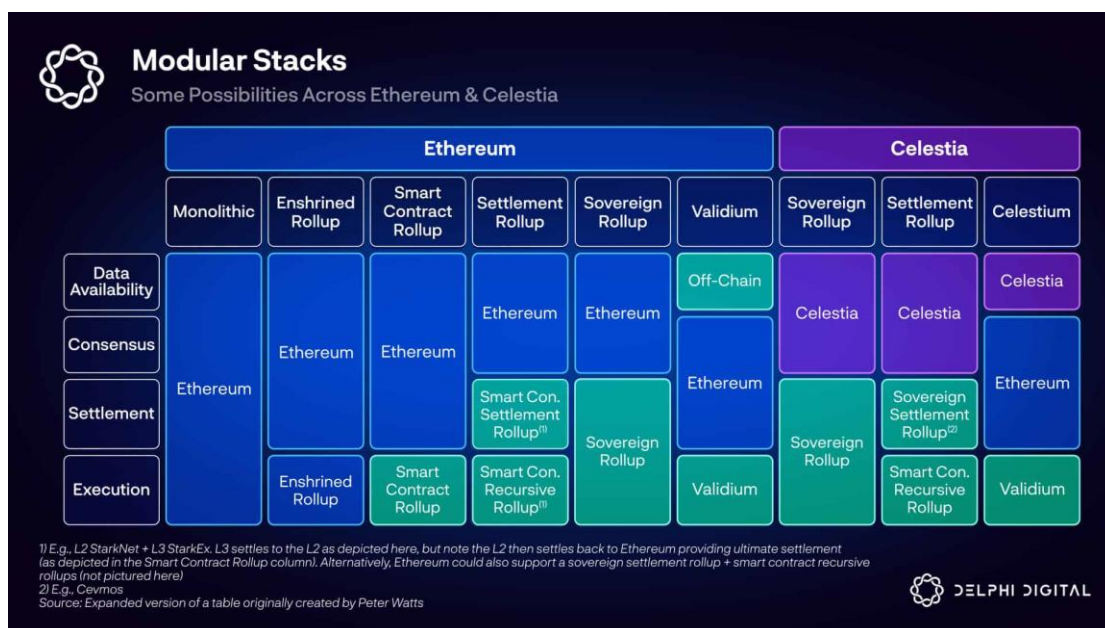 Modular Stacks
Some Possibilities Across Ethereum & Celestia
Ethereum
Celestia
Monolithic
Enshrined
Rollup
Smart
Contract
Rollup
Settlement
Rollup
Sovereign
Rollup
Validium
Sovereign
Rollup
Settlement
Rollup
Celestium
Data
Availability
Consensus
Settlement
Execution
Ethereum
Ethereum
Enshrined
Rollup
Ethereum
Smart
Contract
Rollup
Ethereum
Smart Con.
Settlement
Rollup(1)
Smart Con.
Recursive
Rollup(1)
Ethereum
Sovereign
Rollup
Off-Chain
Ethereum
Validium
Celestia
Sovereign
Rollup
Celestia
Sovereign
Settlement
Rollup(2)
Smart Con.
Recursive
Rollup
Celestia
Ethereum
Validium
1) E.g., L2 StarkNet + L3 StarkEx. L3 settles to the L2 as depicted here, but note the L2 then settles back to Ethereum providing ultimate settlement
(as depicted in the Smart Contract Rollup column). Alternatively, Ethereum could also support a sovereign settlement rollup + smart contract recursive
rollups (not pictured here)
2) E.g., Cevmos
Source: Expanded version of a table originally created by Peter Watts
DELPHI DIGITAL